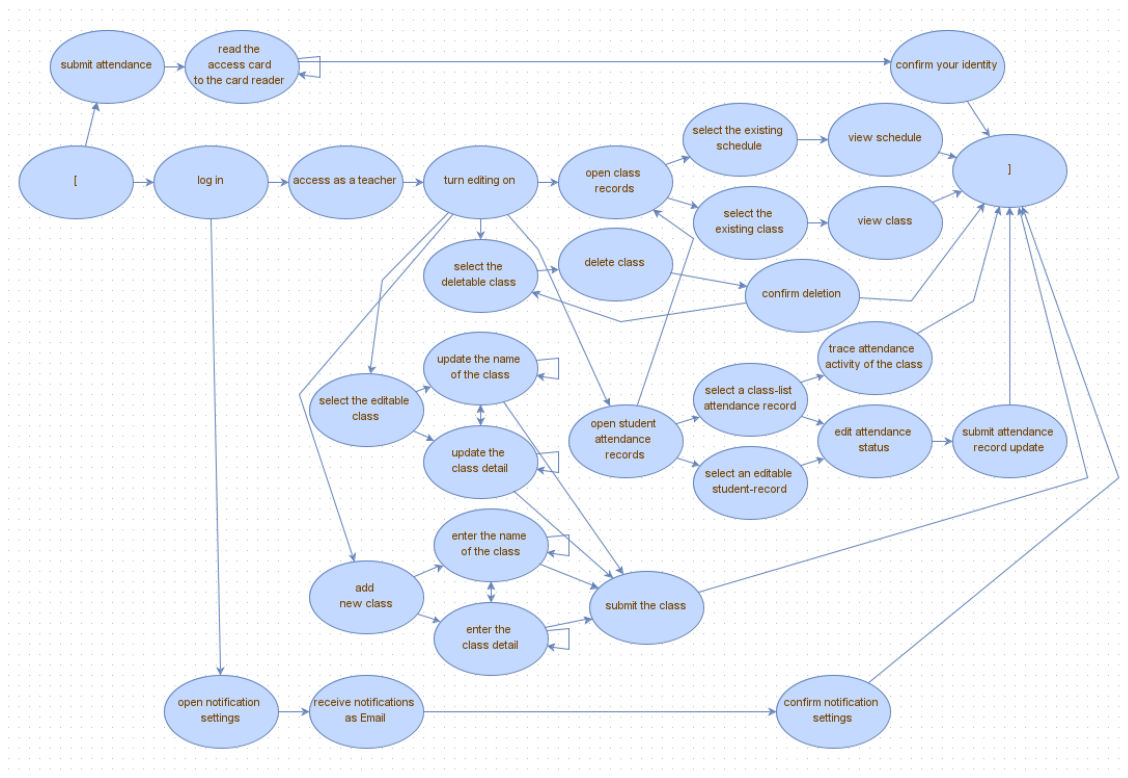 submit attendance
read the
access card
to the card reader
confirm your identity
[
log in
access as a teacher
turn editing on
open class
records
select the existing
schedule
view schedule
]
select the
existing class
view class
select the
deletable class
delete class
confirm deletion
update the name
of the class
select the editable
class
update the
class detail
open student
attendance
records
select a class-list
attendance record
trace attendance
activity of the class
edit attendance
status
submit attendance
record update
select an editable
student-record
enter the name
of the class
add
new class
enter the
class detail
submit the class
open notification
settings
receive notifications
as Email
confirm notification
settings